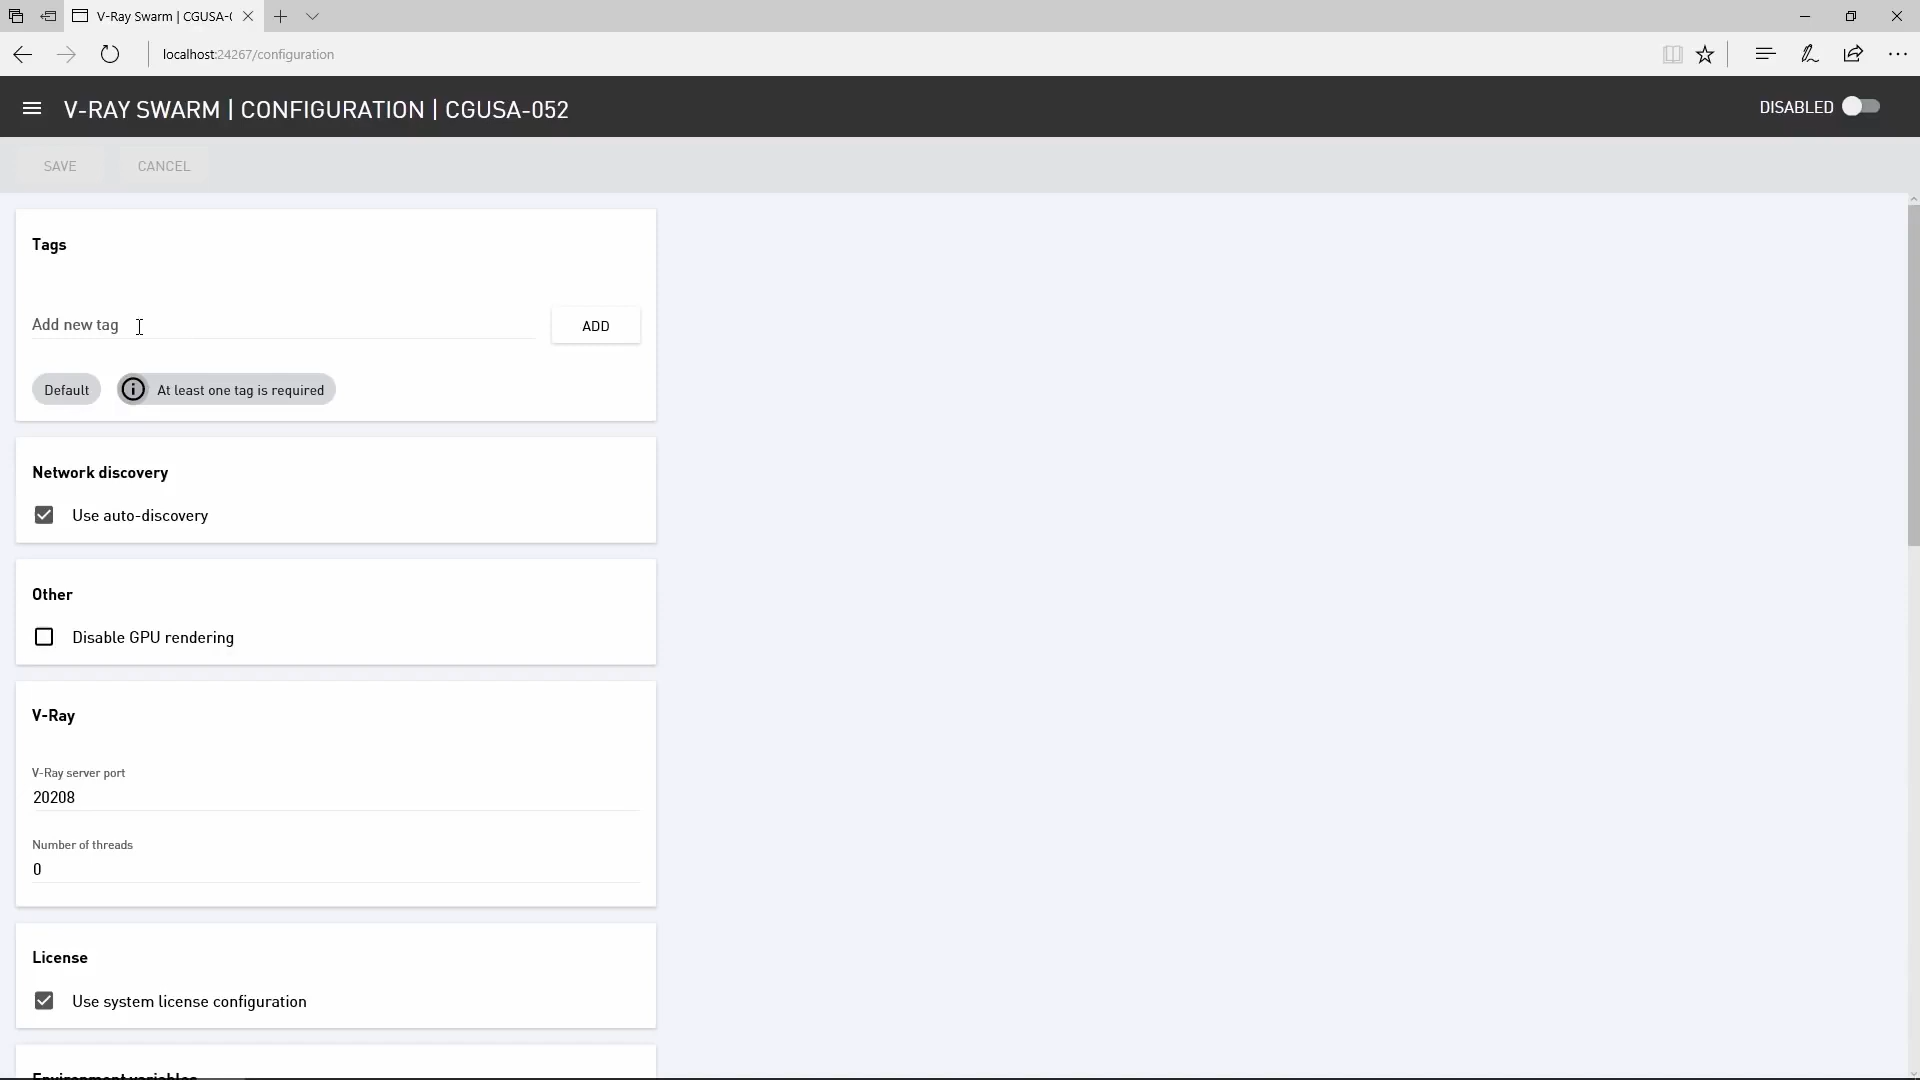 V-Ray Swarm | CGUSA-(
localhost:24267/configuration
V-RAY SWARM | CONFIGURATION | CGUSA-052
DISABLED
SAVE
CANCEL
Tags
Add new tag
ADD
Default
At least one tag is required
Network discovery
Use auto-discovery
Other
Disable GPU rendering
V-Ray
V-Ray server port
20208
Number of threads
0
License
Use system license configuration
Environment variables